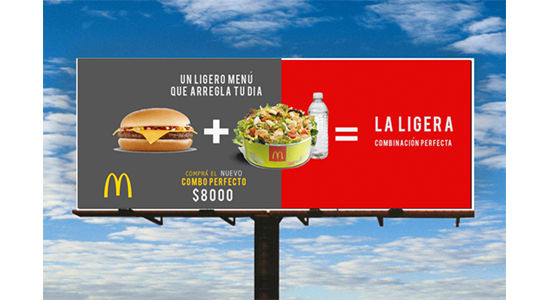 UN LIGERO MENÚ
QUE ARREGLA TU DIA
+
=
LA LIGERA
COMBINACIÓN PERFECTA
COMPRÁ EL NUEVO
COMBO PERFECTO
$8000